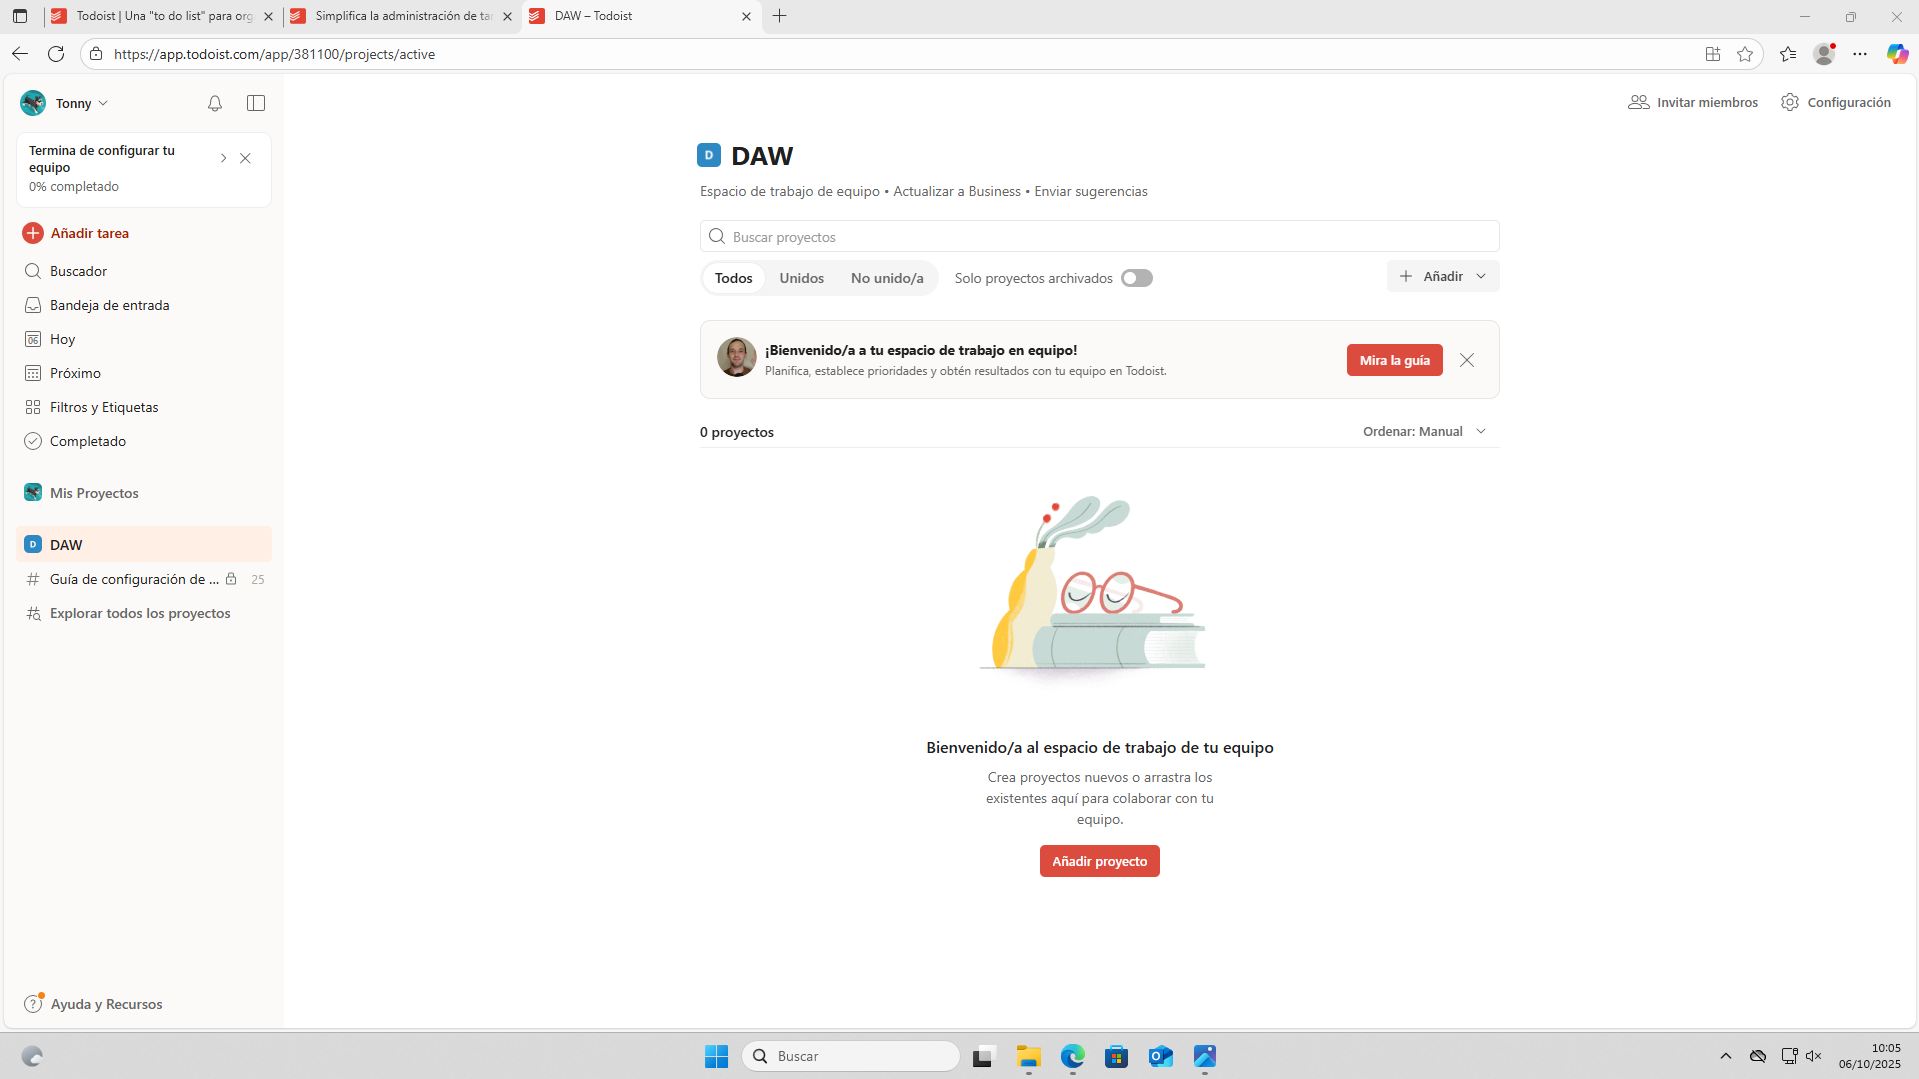 Todoist | Una "to do list" para org
Simplifica la administración de tar
DAW – Todoist
https://app.todoist.com/app/381100/projects/active
Tonny
Invitar miembros
Configuración
Termina de configurar tu
equipo
0% completado
Añadir tarea
Buscador
Bandeja de entrada
06
Hoy
Próximo
Filtros y Etiquetas
Completado
Mis Proyectos
D
DAW
Guía de configuración de ...
25
Explorar todos los proyectos
Ayuda y Recursos
D
DAW
Espacio de trabajo de equipo • Actualizar a Business • Enviar sugerencias
Buscar proyectos
Todos
Unidos
No unido/a
Solo proyectos archivados
Añadir
¡Bienvenido/a a tu espacio de trabajo en equipo!
Planifica, establece prioridades y obtén resultados con tu equipo en Todoist.
Mira la guía
0 proyectos
Ordenar: Manual
Bienvenido/a al espacio de trabajo de tu equipo
Crea proyectos nuevos o arrastra los
existentes aquí para colaborar con tu
equipo.
Añadir proyecto
Buscar
10:05
06/10/2025